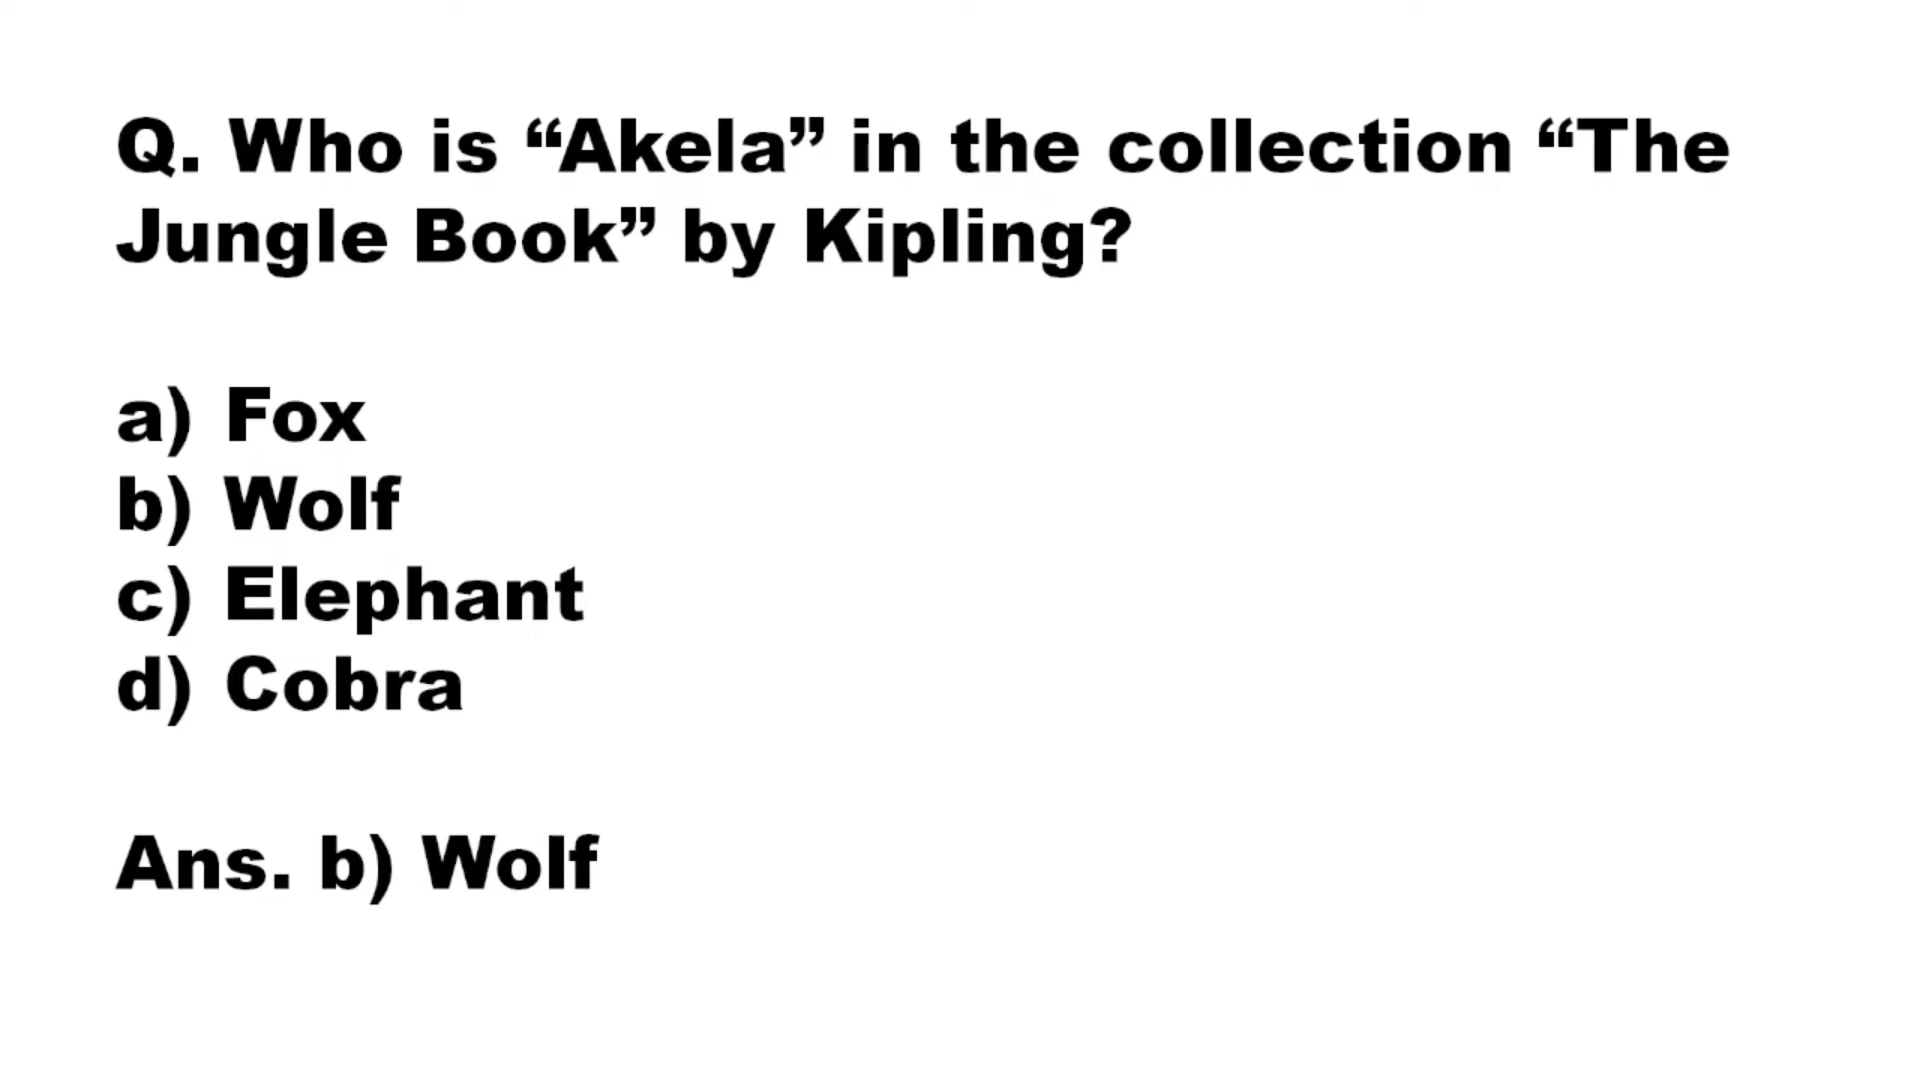 Q. Who is “Akela” in the collection “The
Jungle Book” by Kipling?
a) Fox
b) Wolf
c) Elephant
d) Cobra
Ans. b) Wolf